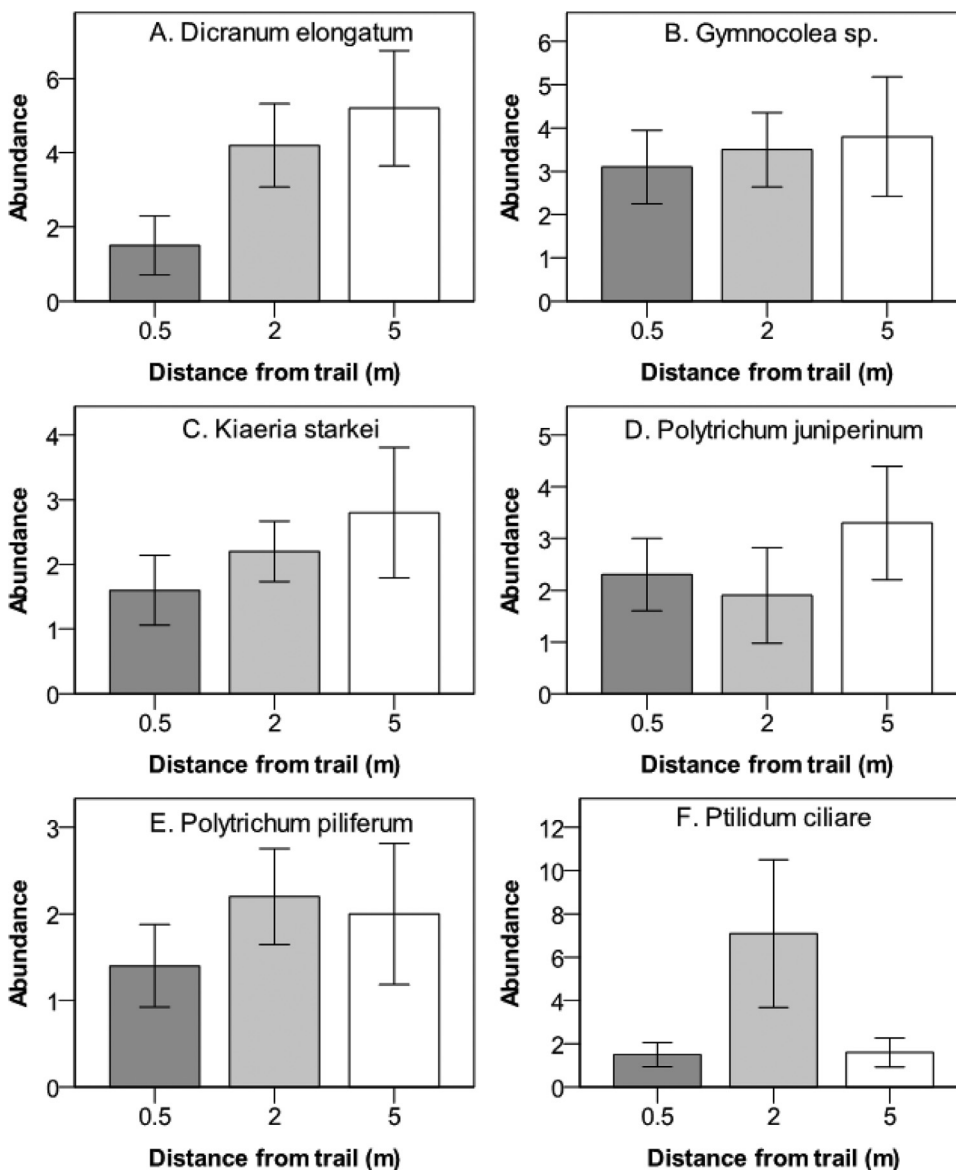 A. Dicranum elongatum
Abundance
6
4
2
0
0.5 2 5
Distance from trail (m)
B. Gymnocolea sp.
Abundance
6
5
4
3
2
1
0
0.5 2 5
Distance from trail (m)
C. Kiaeria starkei
Abundance
4
3
2
1
0
0.5 2 5
Distance from trail (m)
D. Polytrichum juniperinum
Abundance
5
4
3
2
1
0
0.5 2 5
Distance from trail (m)
E. Polytrichum piliferum
Abundance
3
2
1
0
0.5 2 5
Distance from trail (m)
F. Ptilidum ciliare
Abundance
12
10
8
6
4
2
0
0.5 2 5
Distance from trail (m)